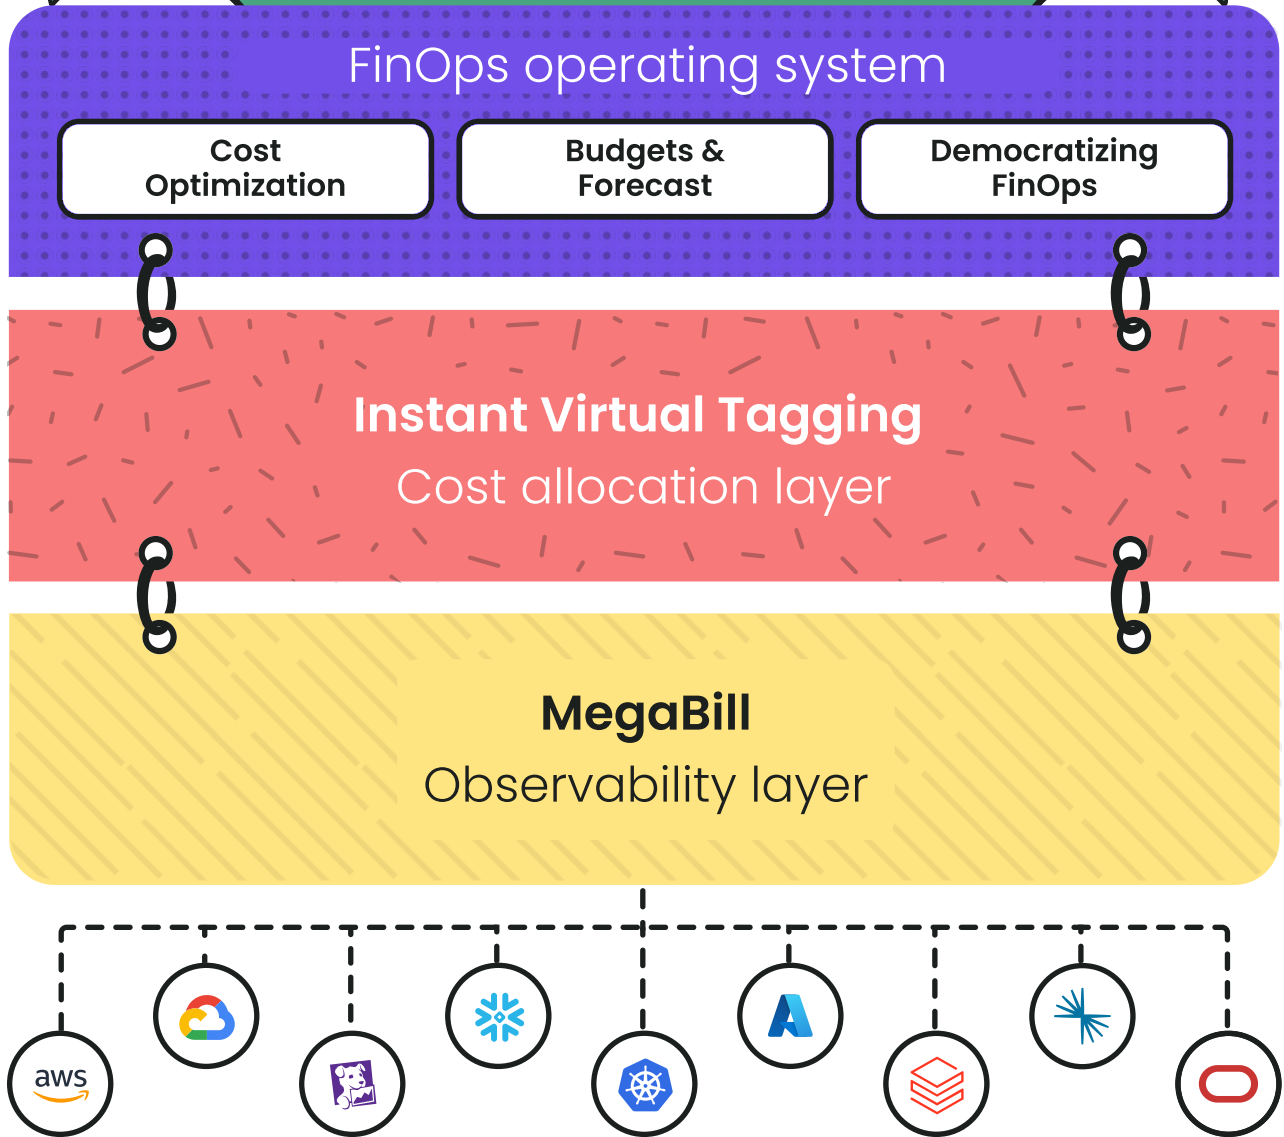 FinOps operating system
Cost
Optimization
Budgets &
Forecast
Democratizing
FinOps
Instant Virtual Tagging
Cost allocation layer
MegaBill
Observability layer
aws